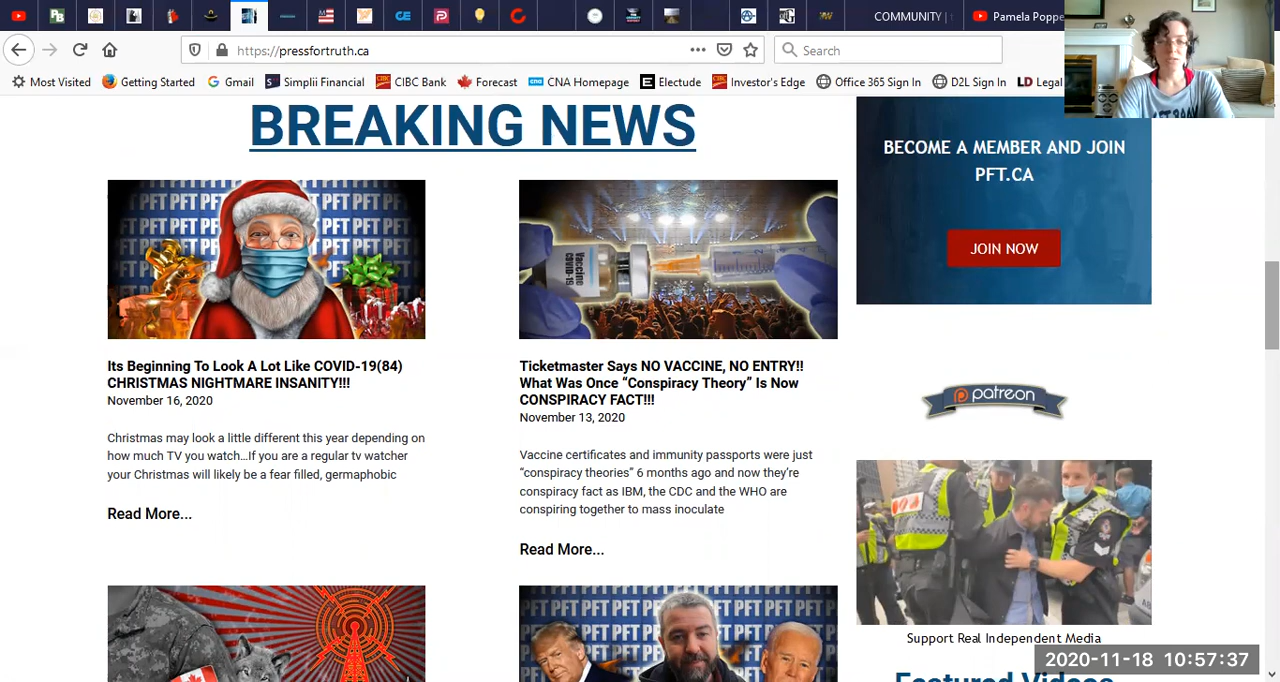 COMMUNITY
Pamela Poppe
https://pressfortruth.ca
Search
Most Visited
Getting Started
Gmail
Simplii Financial
CIBC Bank
Forecast
CNA Homepage
Electude
Investor's Edge
Office 365 Sign In
D2L Sign In
Legal
BREAKING NEWS
BECOME A MEMBER AND JOIN
PFT.CA
JOIN NOW
Vaccine
COVID-19
Its Beginning To Look A Lot Like COVID-19(84)
CHRISTMAS NIGHTMARE INSANITY!!!
November 16, 2020
Christmas may look a little different this year depending on
how much TV you watch…If you are a regular tv watcher
your Christmas will likely be a fear filled, germaphobic
Read More...
Ticketmaster Says NO VACCINE, NO ENTRY!!
What Was Once “Conspiracy Theory” Is Now
CONSPIRACY FACT!!!
November 13, 2020
Vaccine certificates and immunity passports were just
“conspiracy theories” 6 months ago and now they’re
conspiracy fact as IBM, the CDC and the WHO are
conspiring together to mass inoculate
Read More...
patreon
Support Real Independent Media
Featured Videos
PFT PFT PFT PFT
2020-11-18 10:57:37